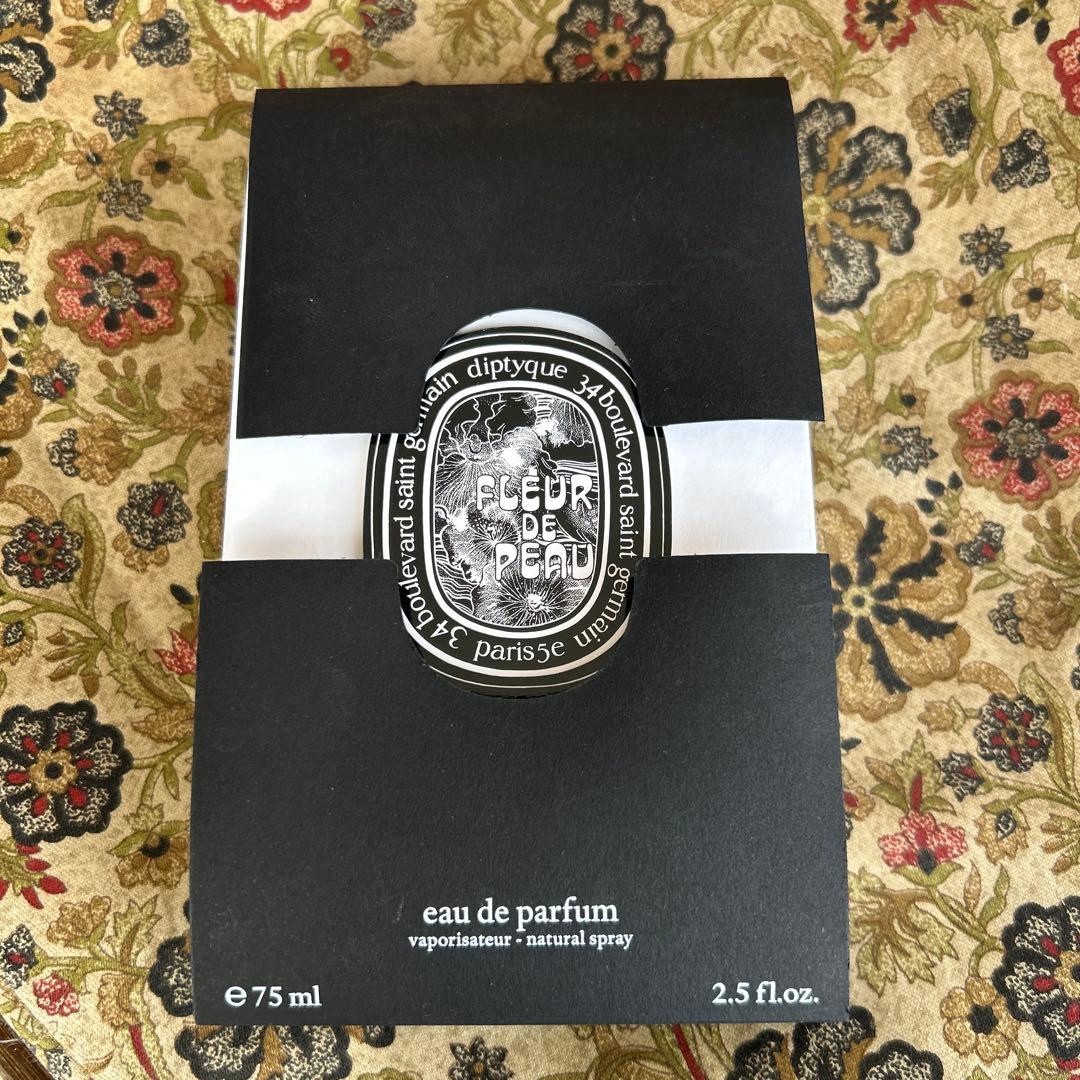 diptyque 34 boulevard saint germain paris5e 34 boulevard saint germain
FLEUR
DE
PEAU
eau de parfum
vaporisateur - natural spray
e 75 ml
2.5 fl.oz.